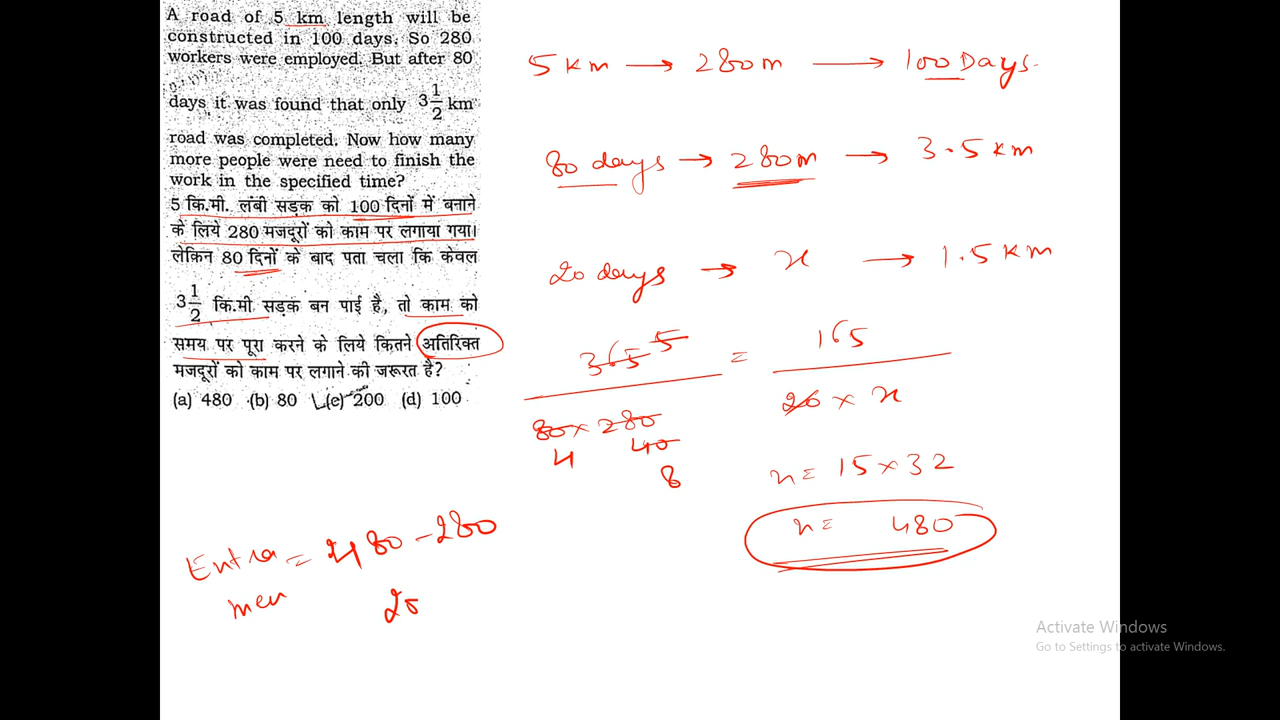 A road of 5 km length will be
constructed in 100 days. So 280
workers were employed. But after 80
days it was found that only 3 1/2 km
road was completed. Now how many
more people were need to finish the
work in the specified time?
5 कि.मी. लंबी सड़क को 100 दिनों में बनाने
के लिये 280 मजदूरों को काम पर लगाया गया।
लेकिन 80 दिनों के बाद पता चला कि केवल
3 1/2 कि.मी सड़क बन पाई है, तो काम को
समय पर पूरा करने के लिये कितने अतिरिक्त
मजदूरों को काम पर लगाने की जरूरत है?
(a) 480 (b) 80 (c) 200 (d) 100
5 km → 280 m → 100 Days.
80 days → 280m → 3.5 km
20 days → x → 1.5 km
365 5 = 165
80 × 280 20 × x
4 40
8
x = 15 × 32
x = 480
Extra = 480 - 280
men 20
Activate Windows
Go to Settings to activate Windows.